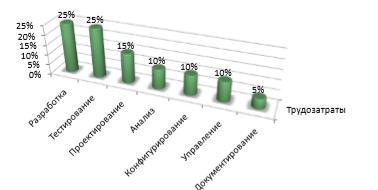 25%
25%
15%
10%
10%
10%
5%
25%
20%
15%
10%
5%
0%
Разработка
Тестирование
Проектирование
Анализ
Конфигурирование
Управление
Документирование
Трудозатраты